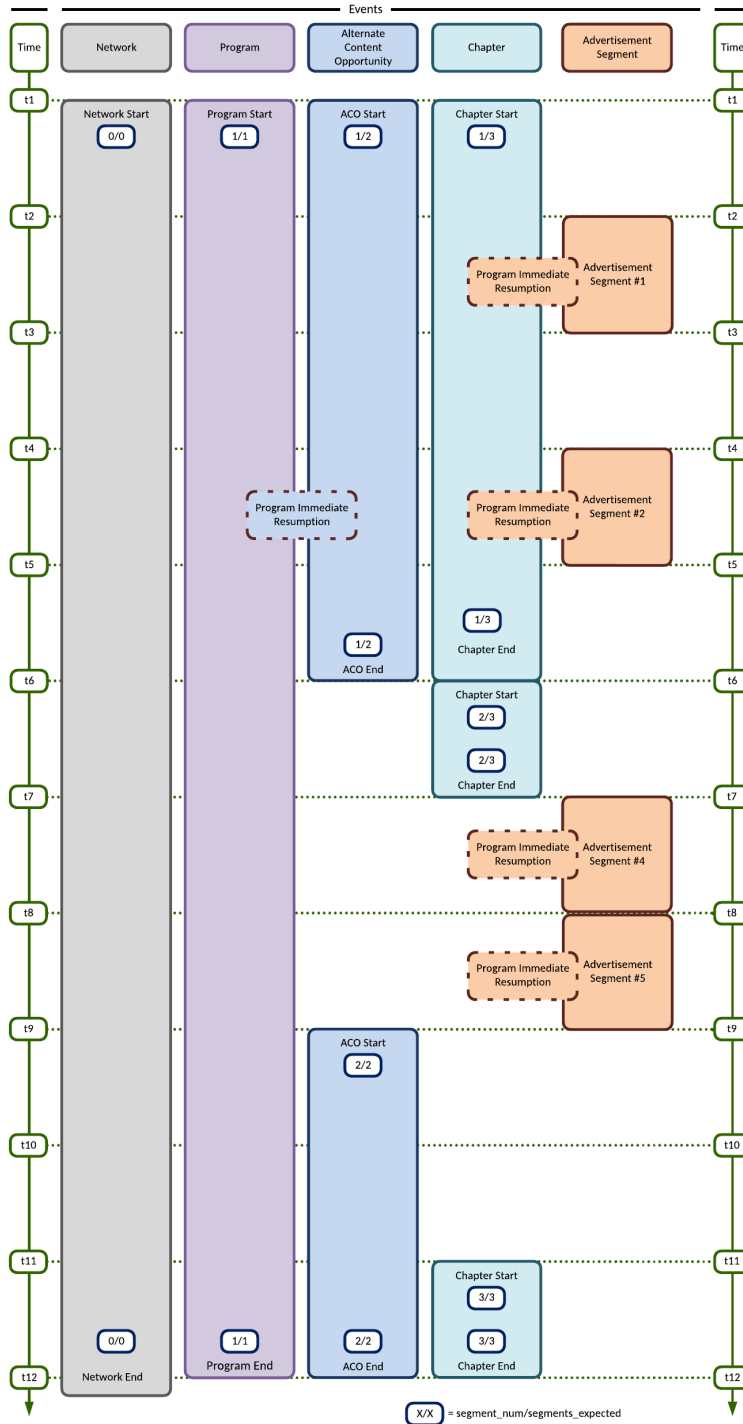 Events
Time
Network
Program
Alternate
Content
Opportunity
Chapter
Advertisement
Segment
Time
t1
Network Start
0/0
Program Start
1/1
ACO Start
1/2
Chapter Start
1/3
t1
t2
t2
Program Immediate
Resumption
Advertisement
Segment #1
t3
t3
t4
t4
Program Immediate
Resumption
Program Immediate
Resumption
Advertisement
Segment #2
t5
t5
1/2
ACO End
1/3
Chapter End
t6
t6
Chapter Start
2/3
2/3
Chapter End
t7
t7
Program Immediate
Resumption
Advertisement
Segment #4
t8
t8
Program Immediate
Resumption
Advertisement
Segment #5
t9
t9
ACO Start
2/2
t10
t10
t11
t11
Chapter Start
3/3
0/0
Network End
1/1
Program End
2/2
ACO End
3/3
Chapter End
t12
t12
X/X = segment_num/segments_expected